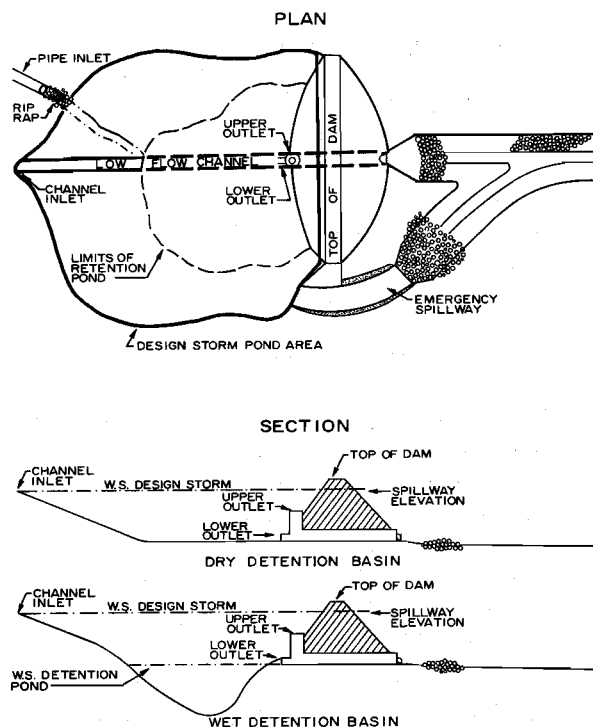 PLAN
PIPE INLET
RIP
RAP
UPPER
OUTLET
LOW FLOW CHANNEL
LOWER
OUTLET
TOP OF DAM
CHANNEL
INLET
LIMITS OF
RETENTION
POND
EMERGENCY
SPILLWAY
DESIGN STORM POND AREA
SECTION
TOP OF DAM
CHANNEL
INLET
W.S. DESIGN STORM
UPPER
OUTLET
SPILLWAY
ELEVATION
LOWER
OUTLET
DRY DETENTION BASIN
TOP OF DAM
CHANNEL
INLET
W.S. DESIGN STORM
UPPER
OUTLET
SPILLWAY
ELEVATION
LOWER
OUTLET
W.S. DETENTION
POND
WET DETENTION BASIN